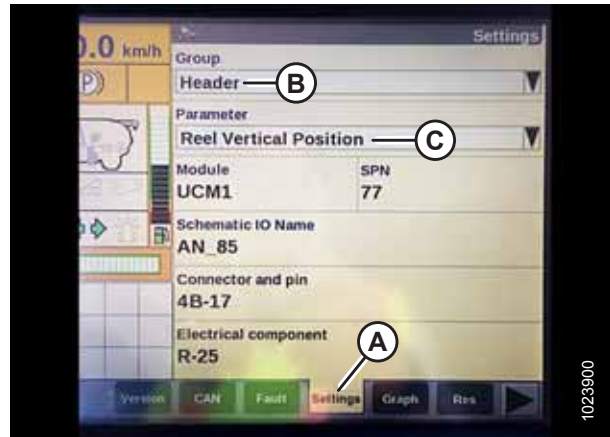 0.0 km/h
Settings
(P)
Group
Header
B
Parameter
Reel Vertical Position
C
Module SPN
UCM1 77
Schematic IO Name
AN_85
Connector and pin
4B-17
Electrical component
R-25
A
Version CAN Fault Settings Graph Res
1023900